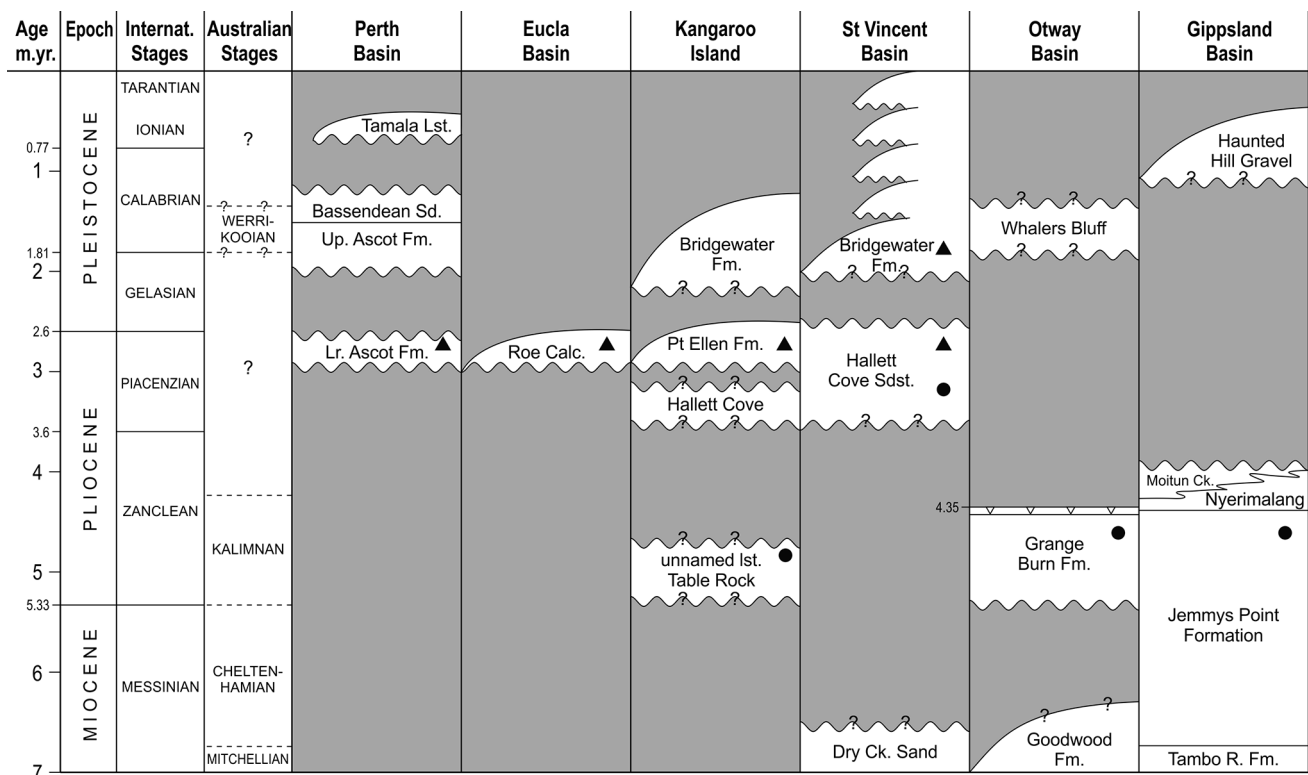 Age
m.yr.
Epoch
Internat.
Stages
Australian
Stages
Perth
Basin
Eucla
Basin
Kangaroo
Island
St Vincent
Basin
Otway
Basin
Gippsland
Basin
0.77
1
1.81
2
2.6
3
3.6
4
5
5.33
6
7
PLEISTOCENE
PLIOCENE
MIOCENE
TARANTIAN
IONIAN
CALABRIAN
GELASIAN
PIACENZIAN
ZANCLEAN
MESSINIAN
?
? ?
WERRI-
KOOIAN
? ?
?
KALIMNAN
CHELTEN-
HAMIAN
MITCHELLIAN
Tamala Lst.
Bassendean Sd.
Up. Ascot Fm.
Lr. Ascot Fm.
Roe Calc.
Bridgewater
Fm.
? ?
Pt Ellen Fm.
? ?
Hallett Cove
? ?
? ?
unnamed lst.
Table Rock
? ?
Bridgewater
Fm.
? ?
Hallett
Cove Sdst.
? ?
? ?
Dry Ck. Sand
? ?
Whalers Bluff
? ?
4.35
Grange
Burn Fm.
? ?
Goodwood
Fm.
Haunted
Hill Gravel
? ?
Moitun Ck.
Nyerimalang
Jemmys Point
Formation
Tambo R. Fm.